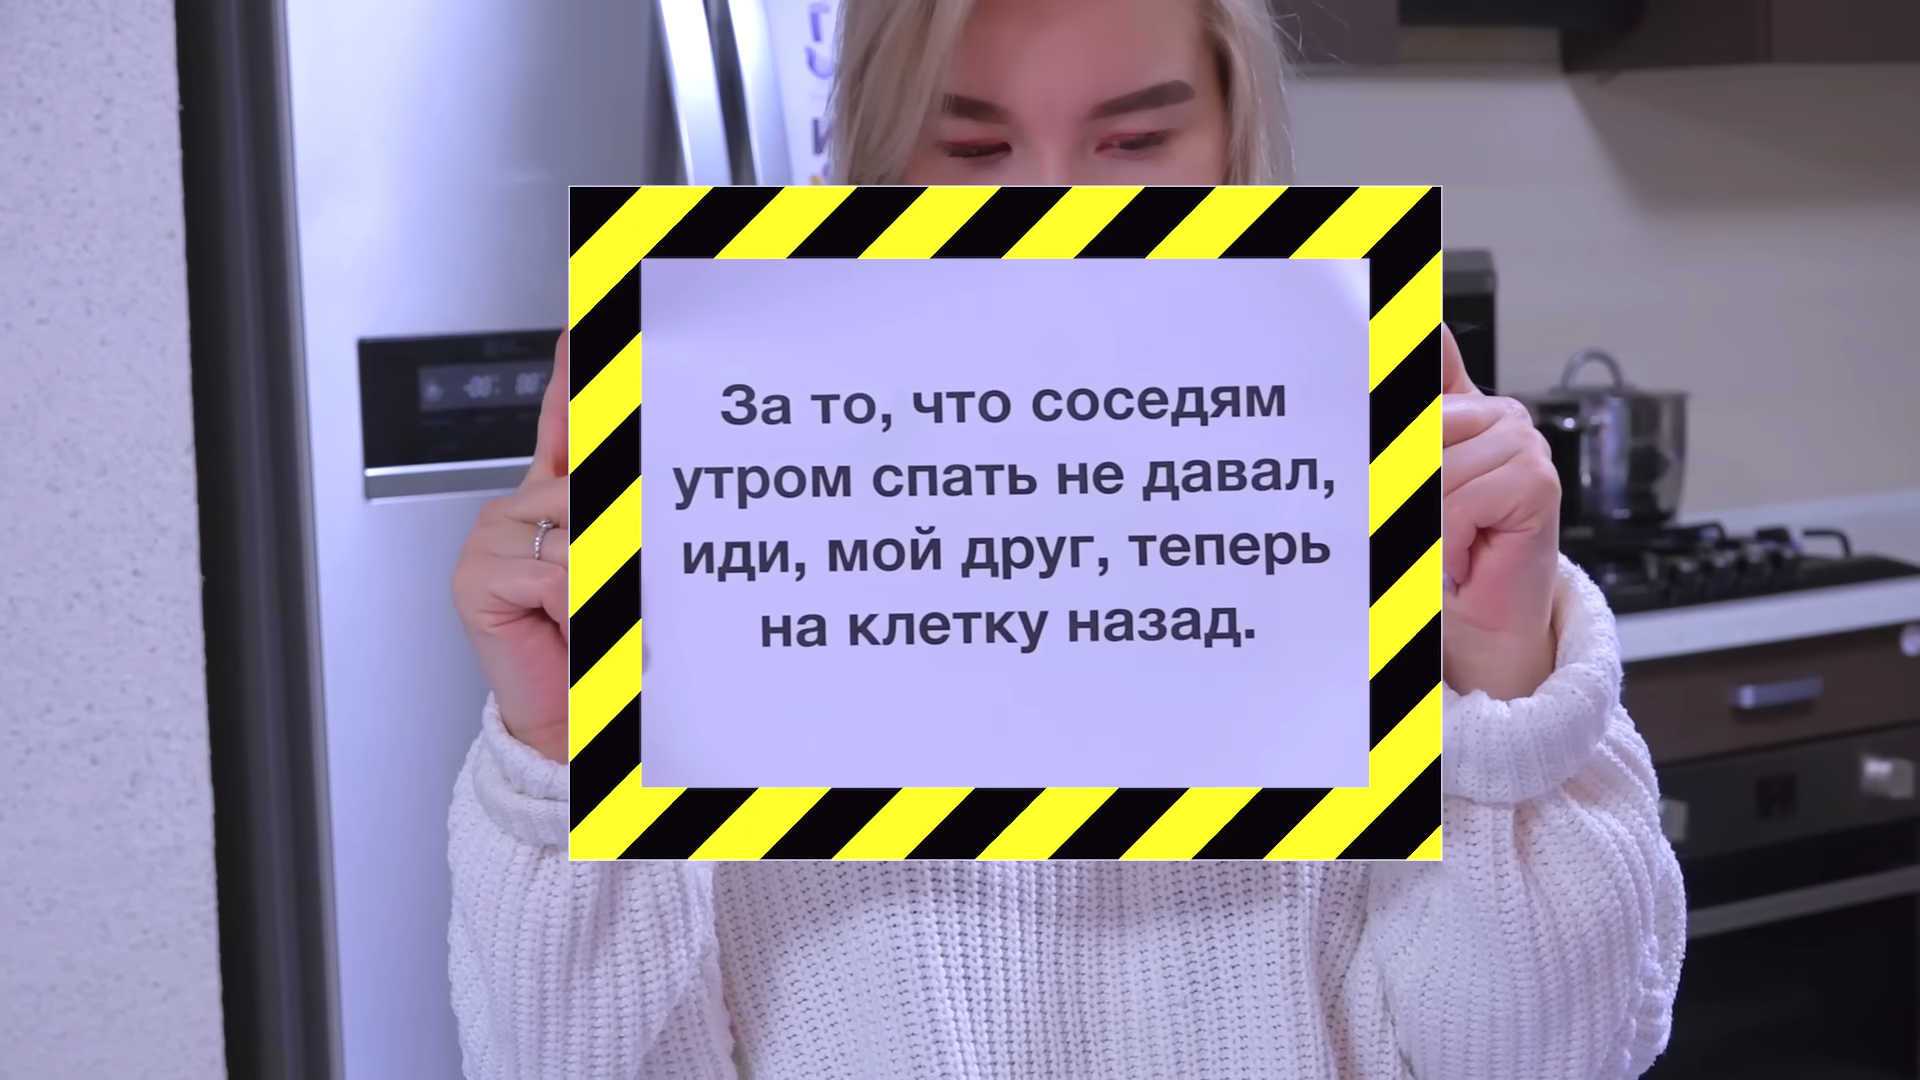 За то, что соседям
утром спать не давал,
иди, мой друг, теперь
на клетку назад.